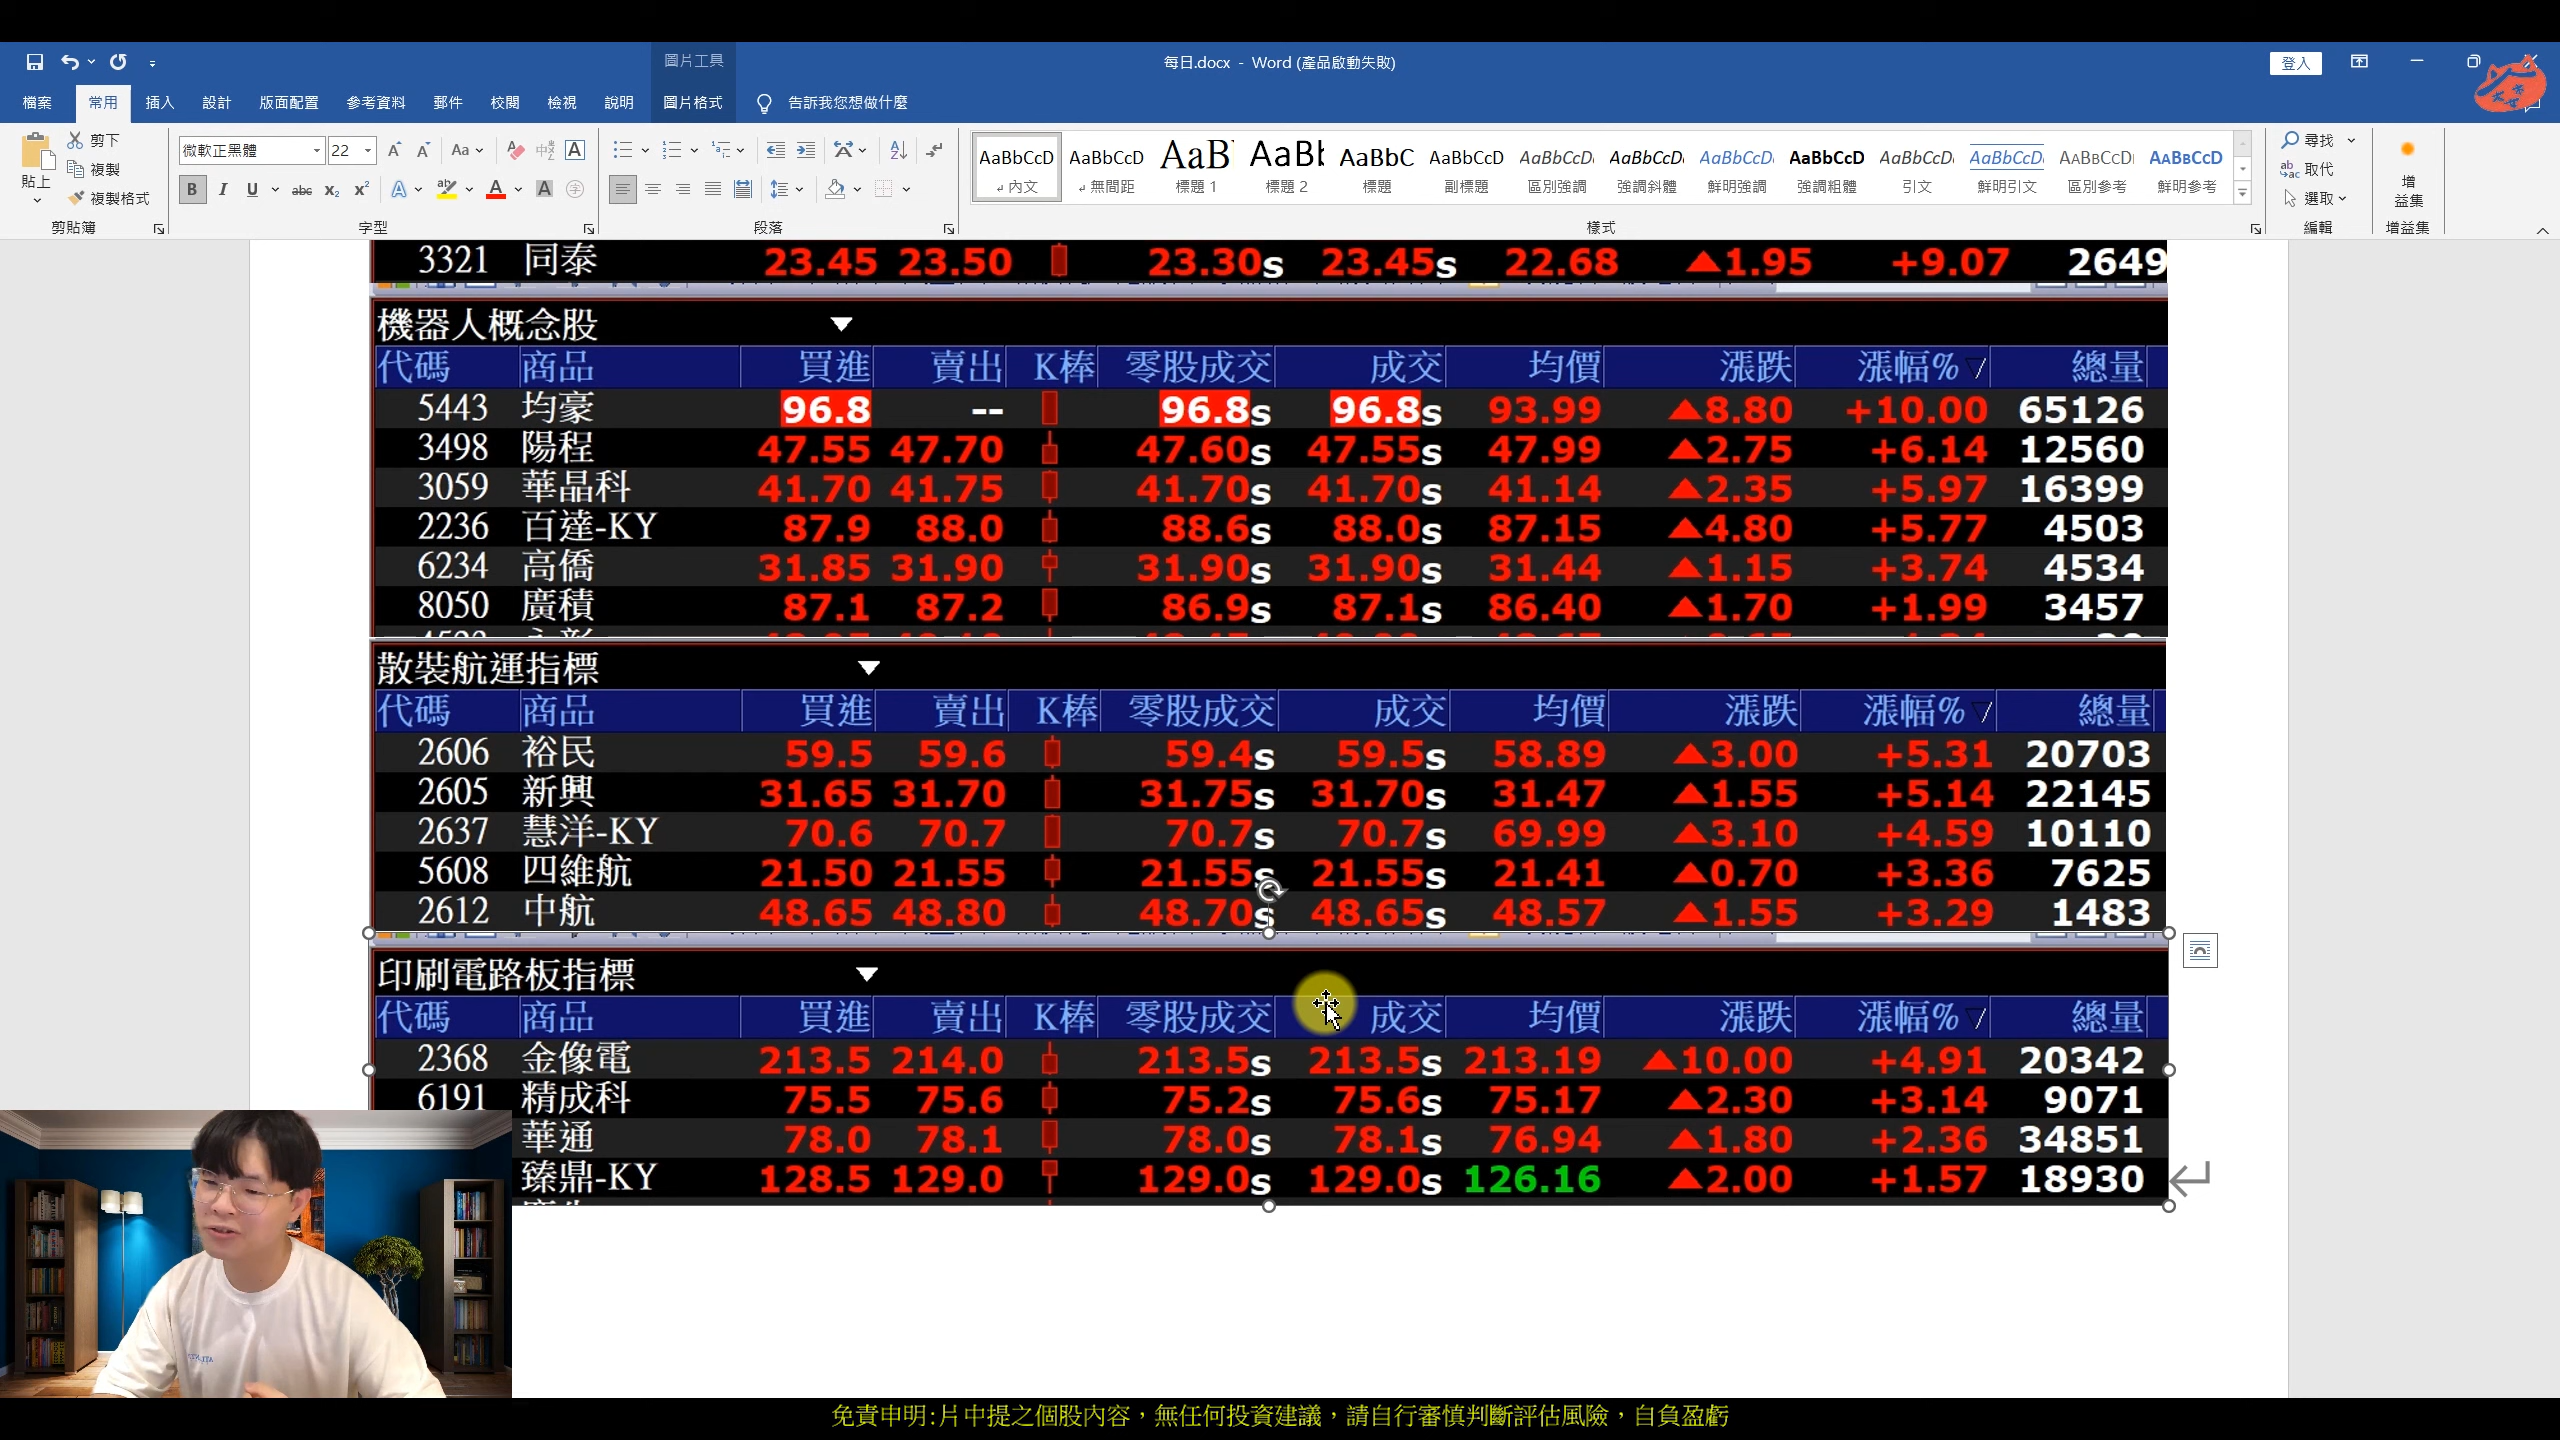 每日.docx - Word (產品啟動失敗)
圖片工具
登入
檔案 常用 插入 設計 版面配置 參考資料 郵件 校閱 檢視 說明 圖片格式 告訴我您想做什麼
貼上 剪下 複製 複製格式
剪貼簿
微軟正黑體 22
字型
段落
AaBbCcD AaBbCcD AaB AaBb AaBbC AaBbCcD AaBbCcD AaBbCcD AaBbCcD AaBbCcD AaBbCcD AaBbCcD AaBbCcD AaBbCcD
內文 無間距 標題 1 標題 2 標題 副標題 區別強調 強調斜體 鮮明強調 強調粗體 引文 鮮明引文 區別參考 鮮明參考
樣式
尋找 取代 選取
編輯
增益集
增益集
3321 同泰 23.45 23.50 23.30s 23.45s 22.68 ▲1.95 +9.07 2649
機器人概念股
代碼 商品 買進 賣出 K棒 零股成交 成交 均價 漲跌 漲幅% 總量
5443 均豪 96.8 -- 96.8s 96.8s 93.99 ▲8.80 +10.00 65126
3498 陽程 47.55 47.70 47.60s 47.55s 47.99 ▲2.75 +6.14 12560
3059 華晶科 41.70 41.75 41.70s 41.70s 41.14 ▲2.35 +5.97 16399
2236 百達-KY 87.9 88.0 88.6s 88.0s 87.15 ▲4.80 +5.77 4503
6234 高僑 31.85 31.90 31.90s 31.90s 31.44 ▲1.15 +3.74 4534
8050 廣積 87.1 87.2 86.9s 87.1s 86.40 ▲1.70 +1.99 3457
散裝航運指標
代碼 商品 買進 賣出 K棒 零股成交 成交 均價 漲跌 漲幅% 總量
2606 裕民 59.5 59.6 59.4s 59.5s 58.89 ▲3.00 +5.31 20703
2605 新興 31.65 31.70 31.75s 31.70s 31.47 ▲1.55 +5.14 22145
2637 慧洋-KY 70.6 70.7 70.7s 70.7s 69.99 ▲3.10 +4.59 10110
5608 四維航 21.50 21.55 21.55s 21.55s 21.41 ▲0.70 +3.36 7625
2612 中航 48.65 48.80 48.70s 48.65s 48.57 ▲1.55 +3.29 1483
印刷電路板指標
代碼 商品 買進 賣出 K棒 零股成交 成交 均價 漲跌 漲幅% 總量
2368 金像電 213.5 214.0 213.5s 213.5s 213.19 ▲10.00 +4.91 20342
6191 精成科 75.5 75.6 75.2s 75.6s 75.17 ▲2.30 +3.14 9071
華通 78.0 78.1 78.0s 78.1s 76.94 ▲1.80 +2.36 34851
臻鼎-KY 128.5 129.0 129.0s 129.0s 126.16 ▲2.00 +1.57 18930
免責申明:片中提之個股內容，無任何投資建議，請自行審慎判斷評估風險，自負盈虧